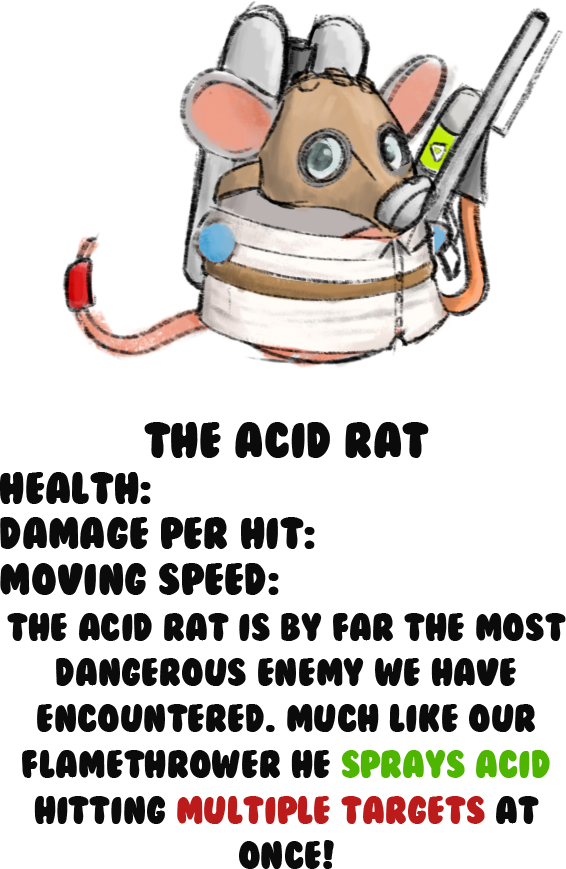 THE ACID RAT
HEALTH:
DAMAGE PER HIT:
MOVING SPEED:
THE ACID RAT IS BY FAR THE MOST
DANGEROUS ENEMY WE HAVE
ENCOUNTERED. MUCH LIKE OUR
FLAMETHROWER HE SPRAYS ACID
HITTING MULTIPLE TARGETS AT
ONCE!